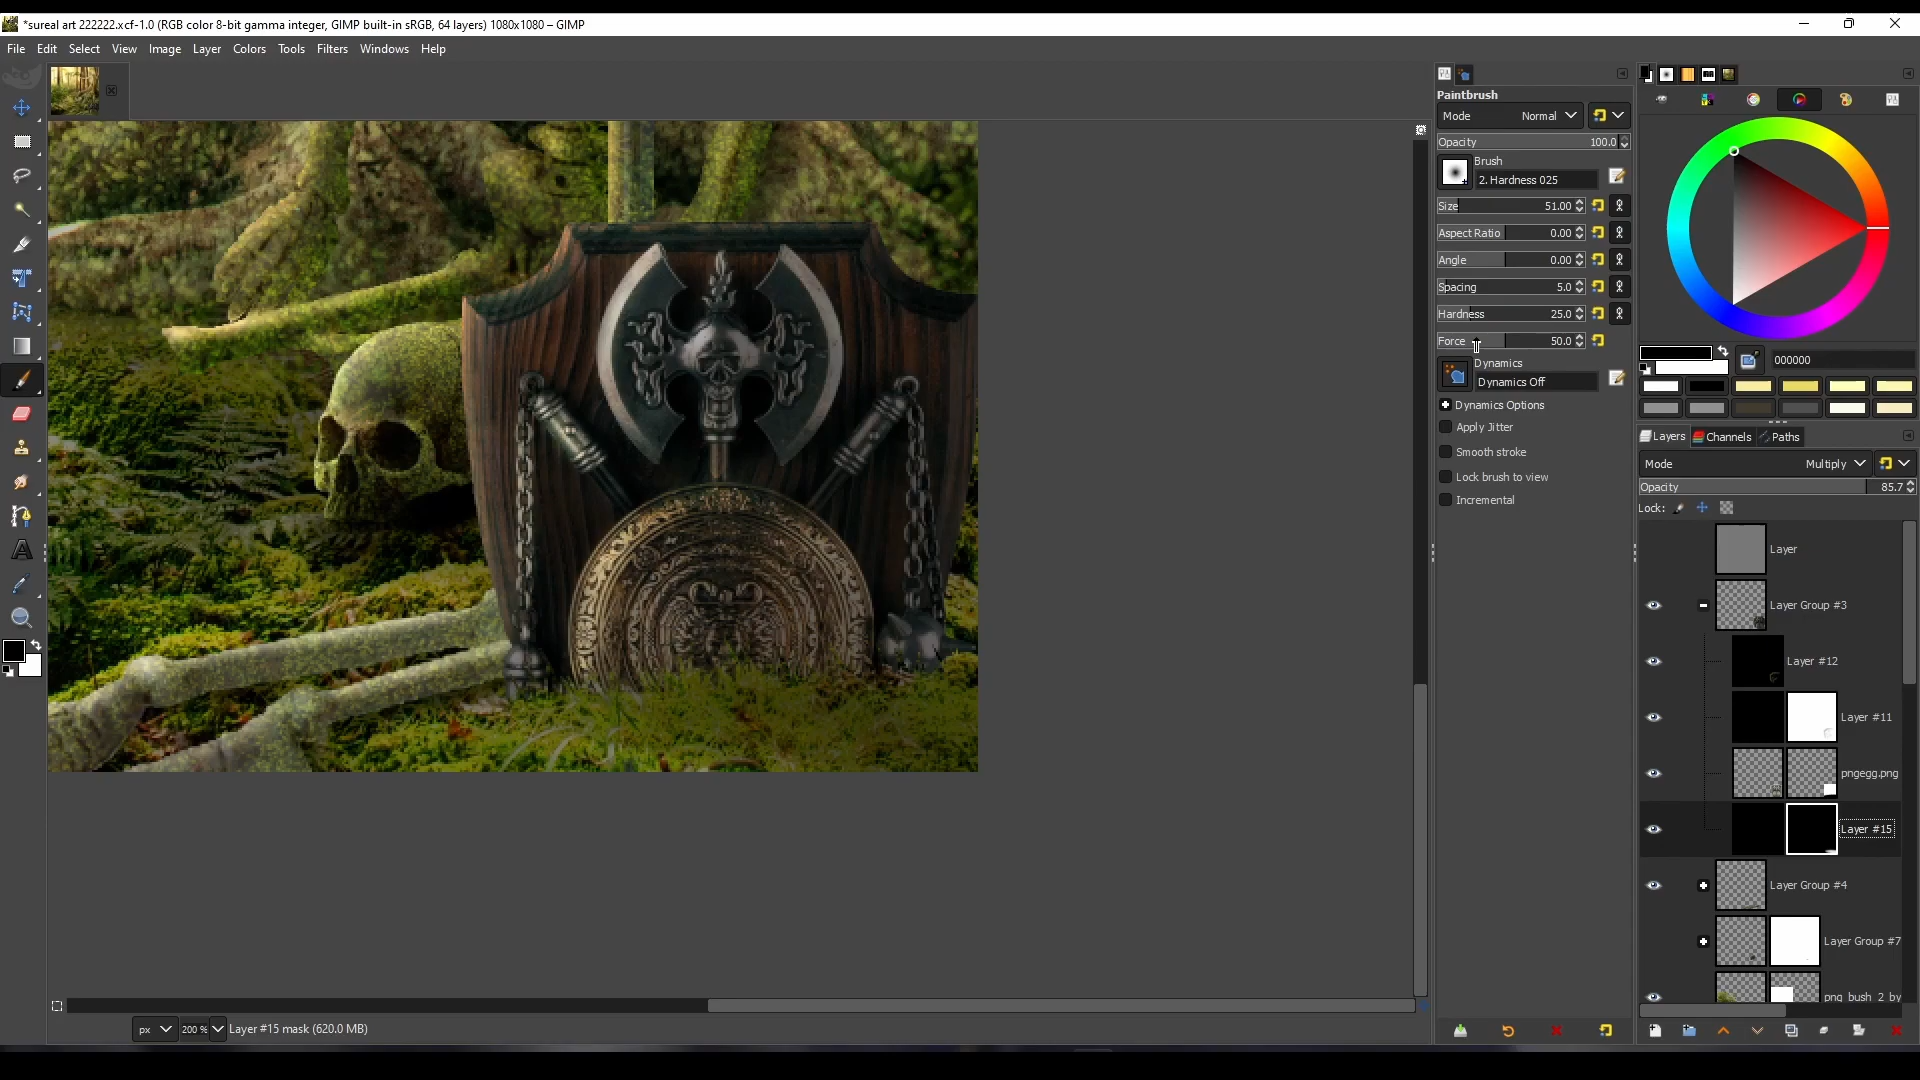 *sureal art 222222.xcf-1.0 (RGB color 8-bit gamma integer, GIMP built-in sRGB, 64 layers) 1080x1080 – GIMP
File Edit Select View Image Layer Colors Tools Filters Windows Help
Paintbrush
Mode Normal
Opacity 100.0
Brush
2. Hardness 025
Size 51.00
Aspect Ratio 0.00
Angle 0.00
Spacing 5.0
Hardness 25.0
Force 50.0
Dynamics
Dynamics Off
Dynamics Options
Apply Jitter
Smooth stroke
Lock brush to view
Incremental
000000
Layers Channels Paths
Mode Multiply
Opacity 85.7
Lock:
Layer
Layer Group #3
Layer #12
Layer #11
pngegg.png
Layer #15
Layer Group #4
Layer Group #7
png bush 2 by
px 200 % Layer #15 mask (620.0 MB)